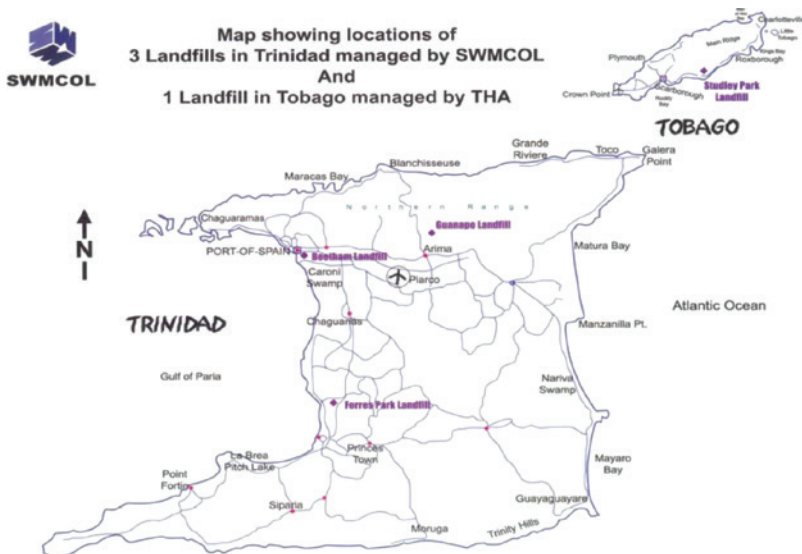 SWMCOL
Map showing locations of
3 Landfills in Trinidad managed by SWMCOL
And
1 Landfill in Tobago managed by THA
Charlotteville
Little
Tobago
Main Ridge
Kings Bay
Roxborough
Plymouth
Studley Park
Landfill
Scarborough
Crown Point
TOBAGO
Grande
Riviere
Toco
Galera
Point
Blanchisseuse
Maracas Bay
Northern Range
Chaguaramas
Guanapo Landfill
N
PORT-OF-SPAIN
Beetham Landfill
Arima
Matura Bay
Caroni
Swamp
Piarco
Atlantic Ocean
TRINIDAD
Chaguanas
Manzanilla Pt.
Gulf of Paria
Nariva
Swamp
Forres Park Landfill
La Brea
Pitch Lake
Princes
Town
Point
Fortin
Mayaro
Bay
Siparia
Guayaguayare
Moruga
Trinity Hills